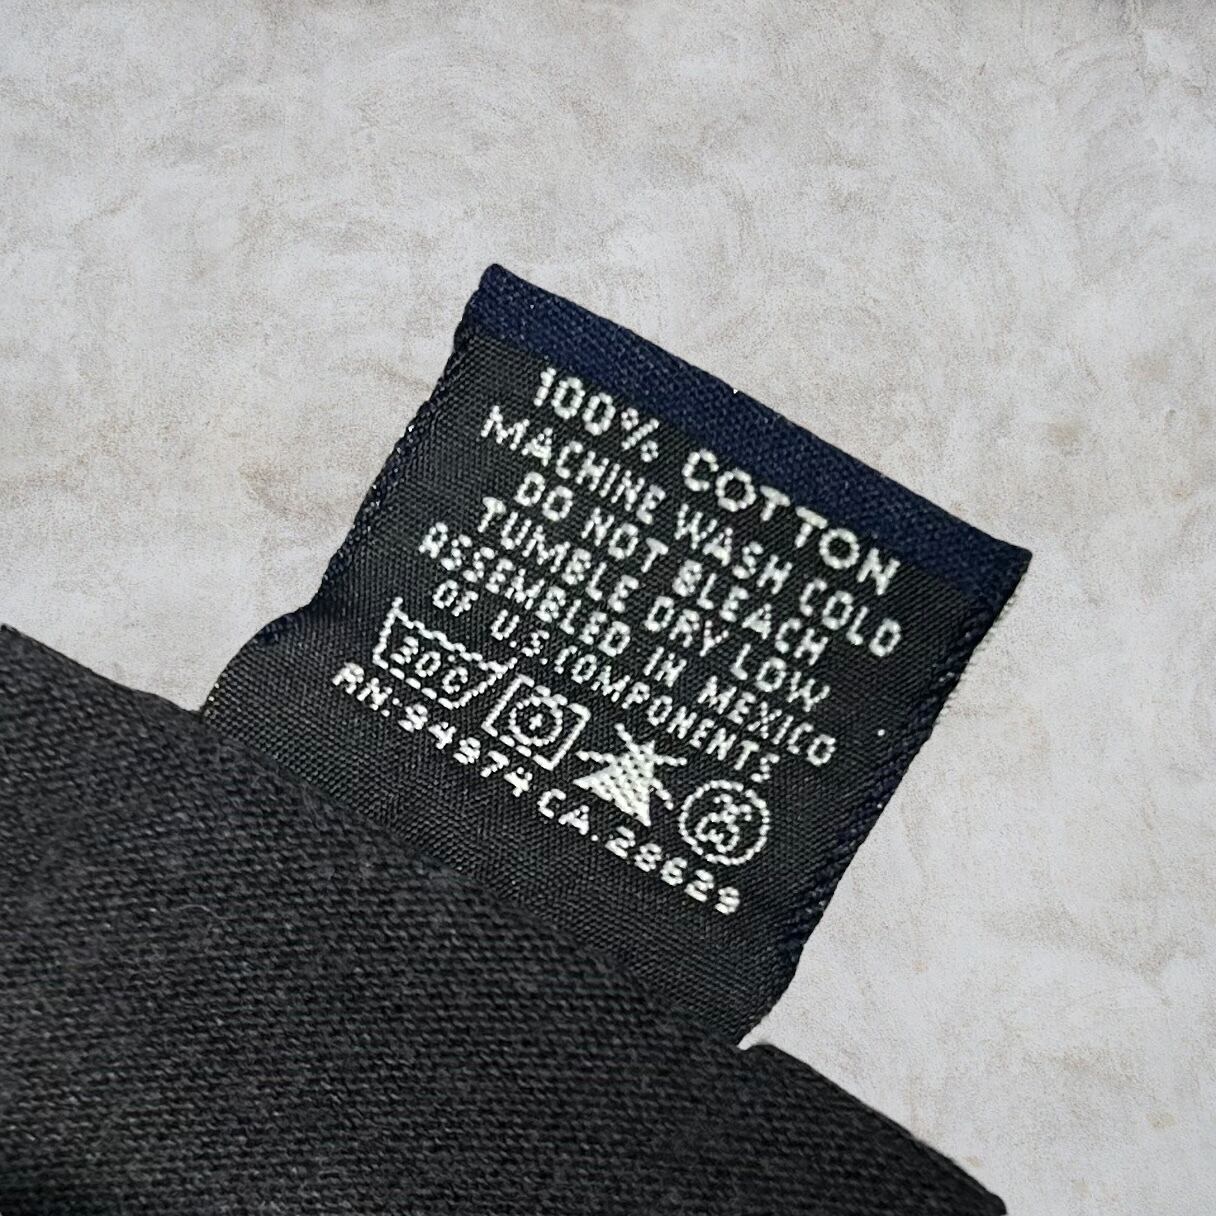 100% COTTON
MACHINE WASH COLD
DO NOT BLEACH
TUMBLE DRY LOW
ASSEMBLED IN MEXICO
OF U.S.COMPONENTS
30C
RN:94974 CA.28629